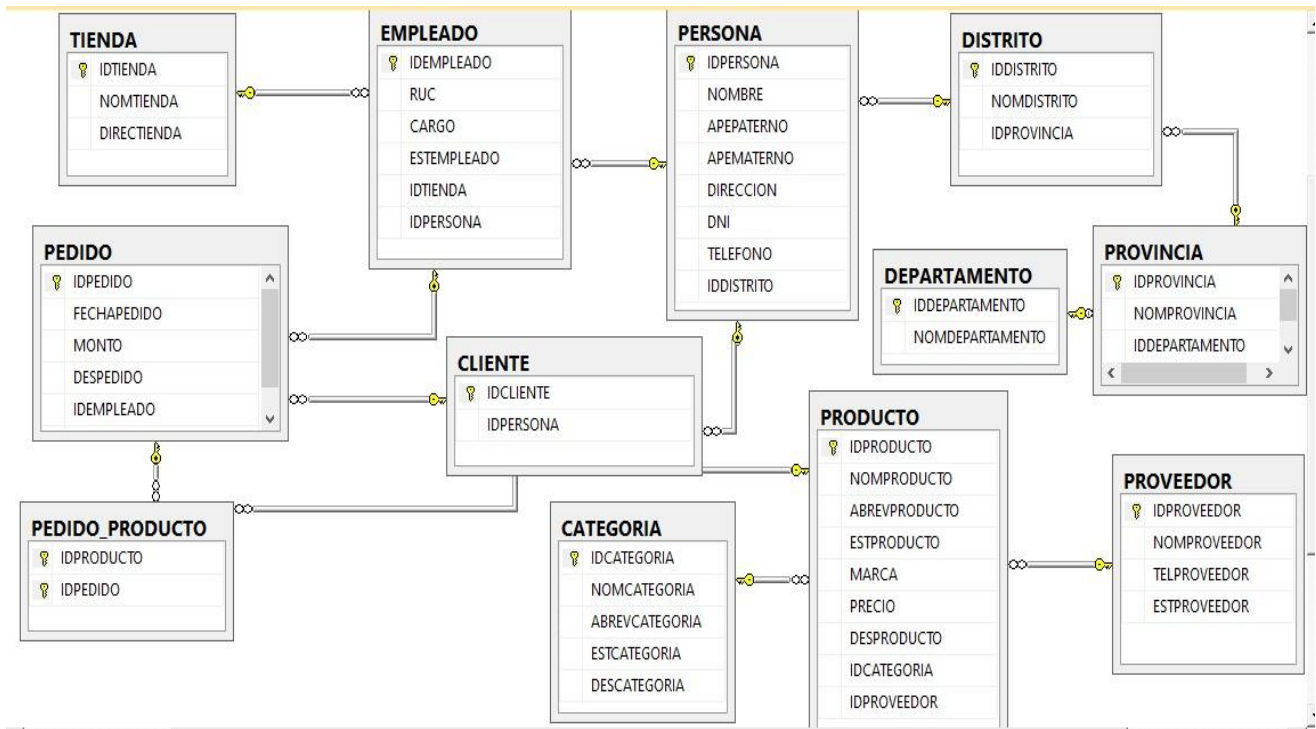 TIENDA
IDTIENDA
NOMTIENDA
DIRECTIENDA
EMPLEADO
IDEMPLEADO
RUC
CARGO
ESTEMPLEADO
IDTIENDA
IDPERSONA
PERSONA
IDPERSONA
NOMBRE
APEPATERNO
APEMATERNO
DIRECCION
DNI
TELEFONO
IDDISTRITO
DISTRITO
IDDISTRITO
NOMDISTRITO
IDPROVINCIA
PEDIDO
IDPEDIDO
FECHAPEDIDO
MONTO
DESPEDIDO
IDEMPLEADO
CLIENTE
IDCLIENTE
IDPERSONA
DEPARTAMENTO
IDDEPARTAMENTO
NOMDEPARTAMENTO
PROVINCIA
IDPROVINCIA
NOMPROVINCIA
IDDEPARTAMENTO
PEDIDO_PRODUCTO
IDPRODUCTO
IDPEDIDO
CATEGORIA
IDCATEGORIA
NOMCATEGORIA
ABREVCATEGORIA
ESTCATEGORIA
DESCATEGORIA
PRODUCTO
IDPRODUCTO
NOMPRODUCTO
ABREVPRODUCTO
ESTPRODUCTO
MARCA
PRECIO
DESPRODUCTO
IDCATEGORIA
IDPROVEEDOR
PROVEEDOR
IDPROVEEDOR
NOMPROVEEDOR
TELPROVEEDOR
ESTPROVEEDOR